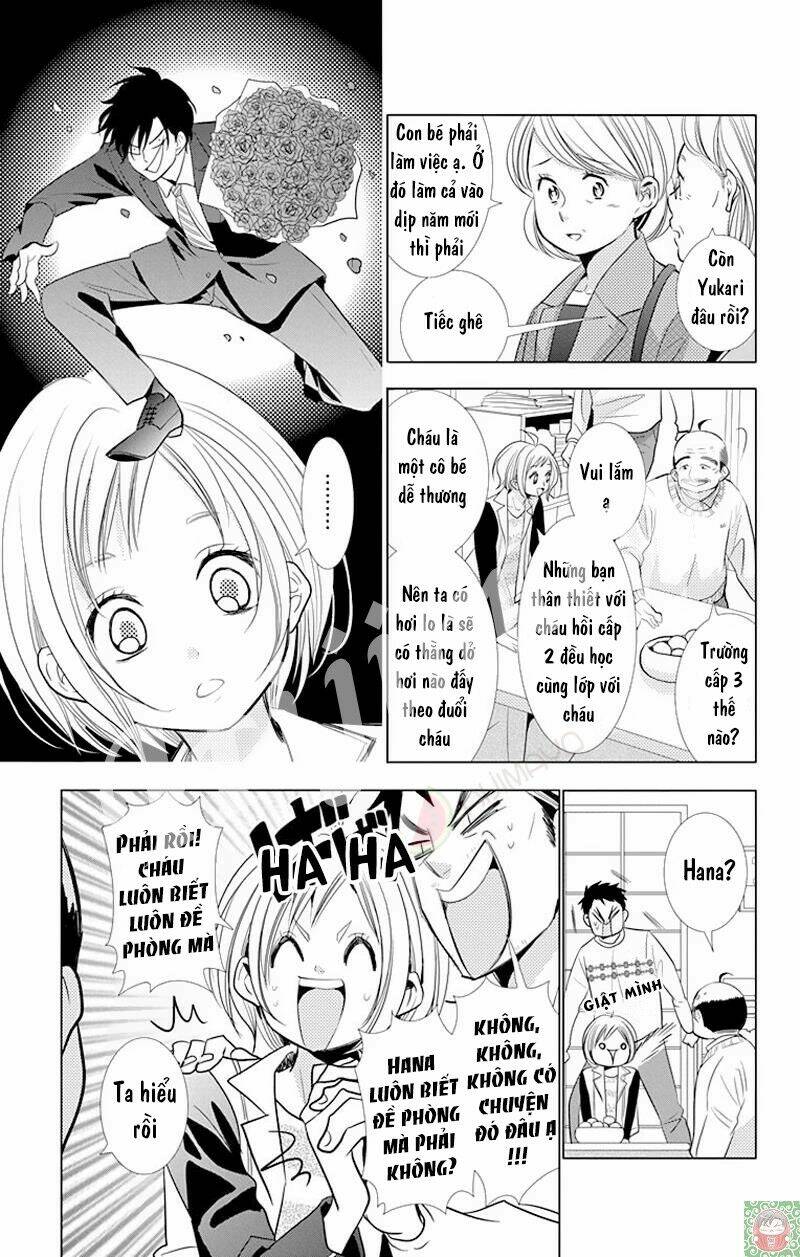 Còn
Yukari
đâu rồi?
Con bé phải
làm việc ạ. Ở
đó làm cả vào
dịp năm mới
thì phải
Tiếc ghê
Trường
cấp 3
thế
nào?
Vui lắm
ạ
Những bạn
thân thiết với
cháu hồi cấp
2 đều học
cùng lớp với
cháu
Cháu là
một cô bé
dễ thương
Nên ta có
hơi lo là sẽ
có thằng dở
hơi nào đấy
theo đuổi
cháu
.........
Hana?
GIẬT MÌNH
HA HA
KHÔNG,
KHÔNG,
KHÔNG CÓ
CHUYỆN
ĐÓ ĐÂU Ạ
!!!
HANA
LUÔN BIẾT
ĐỀ PHÒNG
MÀ PHẢI
KHÔNG?
PHẢI RỒI!
CHÁU
LUÔN BIẾT
LUÔN ĐỀ
PHÒNG MÀ
Ta hiểu
rồi